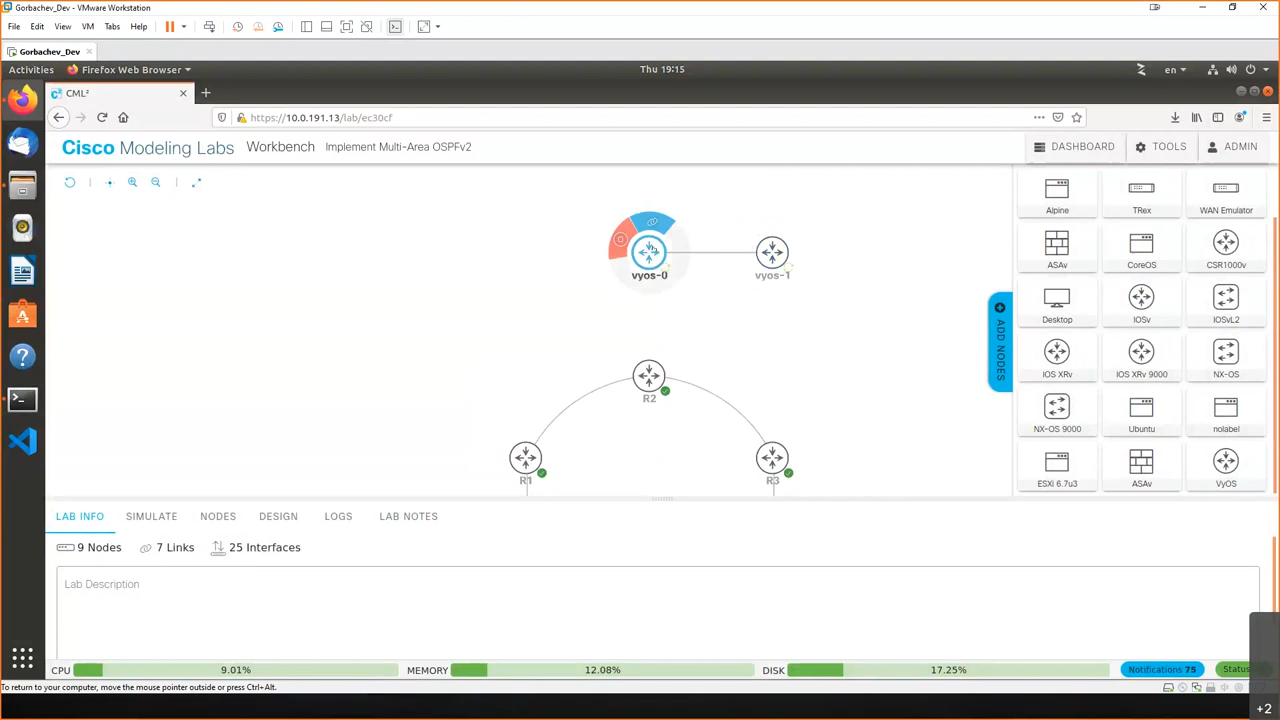 Gorbachev_Dev - VMware Workstation
File Edit View VM Tabs Help
Gorbachev_Dev
Activities Firefox Web Browser Thu 19:15 en
CML²
https://10.0.191.13/lab/ec30cf
Cisco Modeling Labs Workbench Implement Multi-Area OSPFv2 DASHBOARD TOOLS ADMIN
Alpine TRex WAN Emulator
ASAv CoreOS CSR1000v
vyos-0 vyos-1
Desktop IOSv IOSvL2
ADD NODES
IOS XRv IOS XRv 9000 NX-OS
R2
NX-OS 9000 Ubuntu nolabel
R1 R3
ESXi 6.7u3 ASAv VyOS
LAB INFO SIMULATE NODES DESIGN LOGS LAB NOTES
9 Nodes 7 Links 25 Interfaces
Lab Description
CPU 9.01% MEMORY 12.08% DISK 17.25% Notifications 75 Status
To return to your computer, move the mouse pointer outside or press Ctrl+Alt.
+2